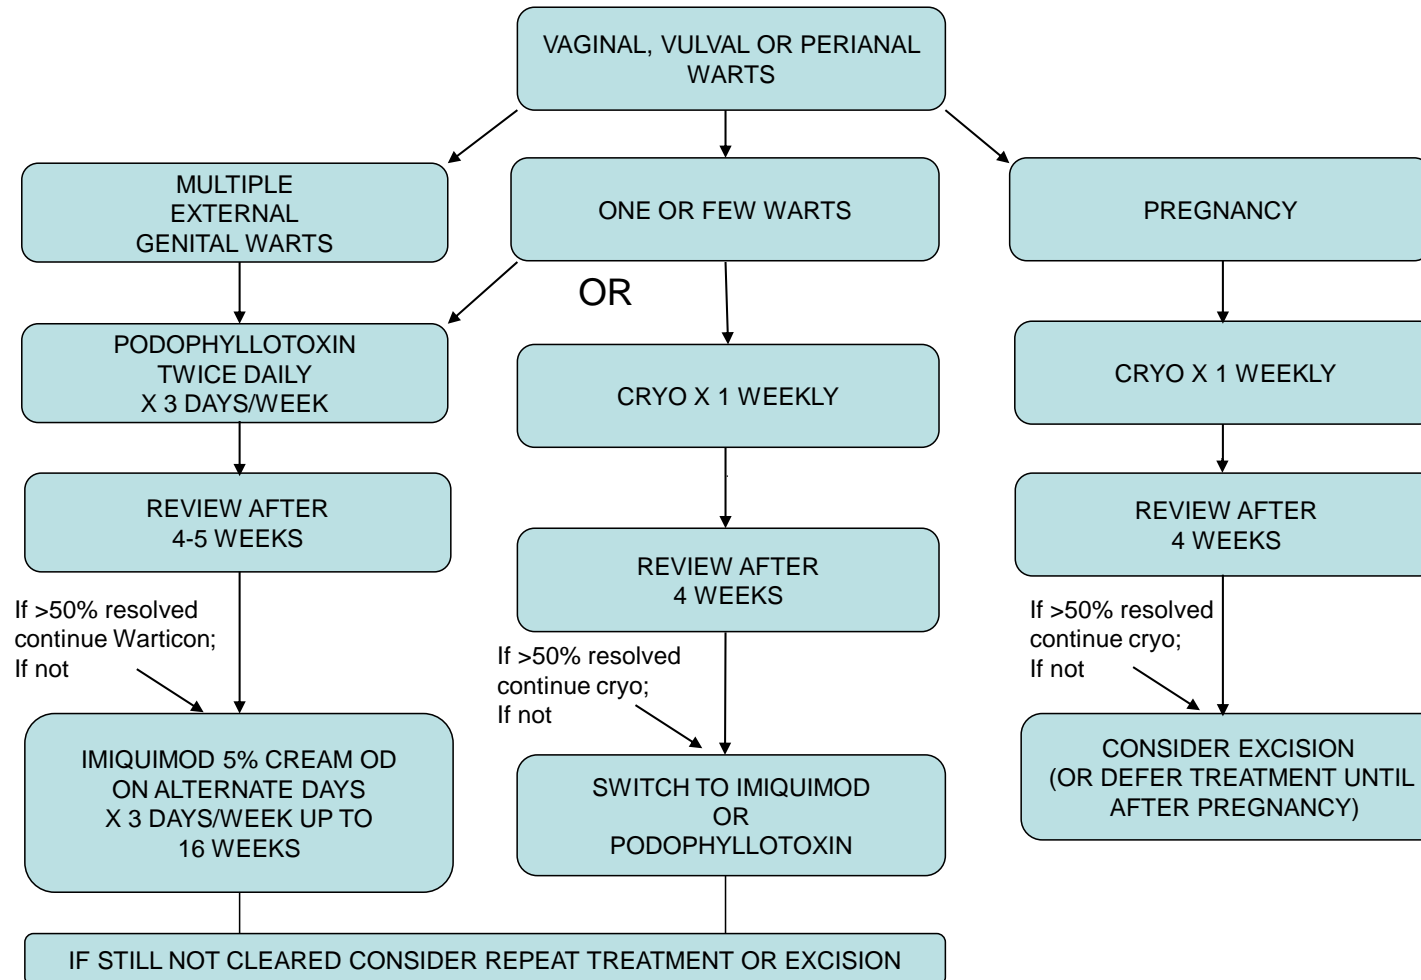 VAGINAL, VULVAL OR PERIANAL
WARTS
MULTIPLE
EXTERNAL
GENITAL WARTS
ONE OR FEW WARTS
PREGNANCY
OR
PODOPHYLLOTOXIN
TWICE DAILY
X 3 DAYS/WEEK
CRYO X 1 WEEKLY
CRYO X 1 WEEKLY
REVIEW AFTER
4-5 WEEKS
REVIEW AFTER
4 WEEKS
REVIEW AFTER
4 WEEKS
If >50% resolved
continue Warticon;
If not
If >50% resolved
continue cryo;
If not
If >50% resolved
continue cryo;
If not
IMIQUIMOD 5% CREAM OD
ON ALTERNATE DAYS
X 3 DAYS/WEEK UP TO
16 WEEKS
SWITCH TO IMIQUIMOD
OR
PODOPHYLLOTOXIN
CONSIDER EXCISION
(OR DEFER TREATMENT UNTIL
AFTER PREGNANCY)
IF STILL NOT CLEARED CONSIDER REPEAT TREATMENT OR EXCISION